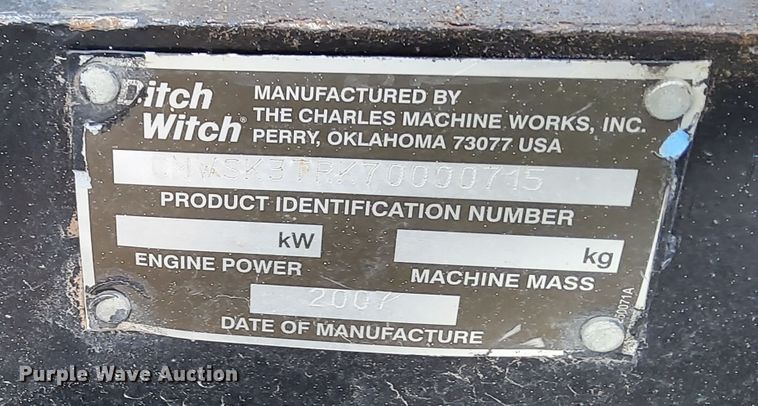 Ditch
Witch®
MANUFACTURED BY
THE CHARLES MACHINE WORKS, INC.
PERRY, OKLAHOMA 73077 USA
CMWSK3TRK70000715
PRODUCT IDENTIFICATION NUMBER
kW
kg
ENGINE POWER
MACHINE MASS
2007
DATE OF MANUFACTURE
Purple Wave Auction